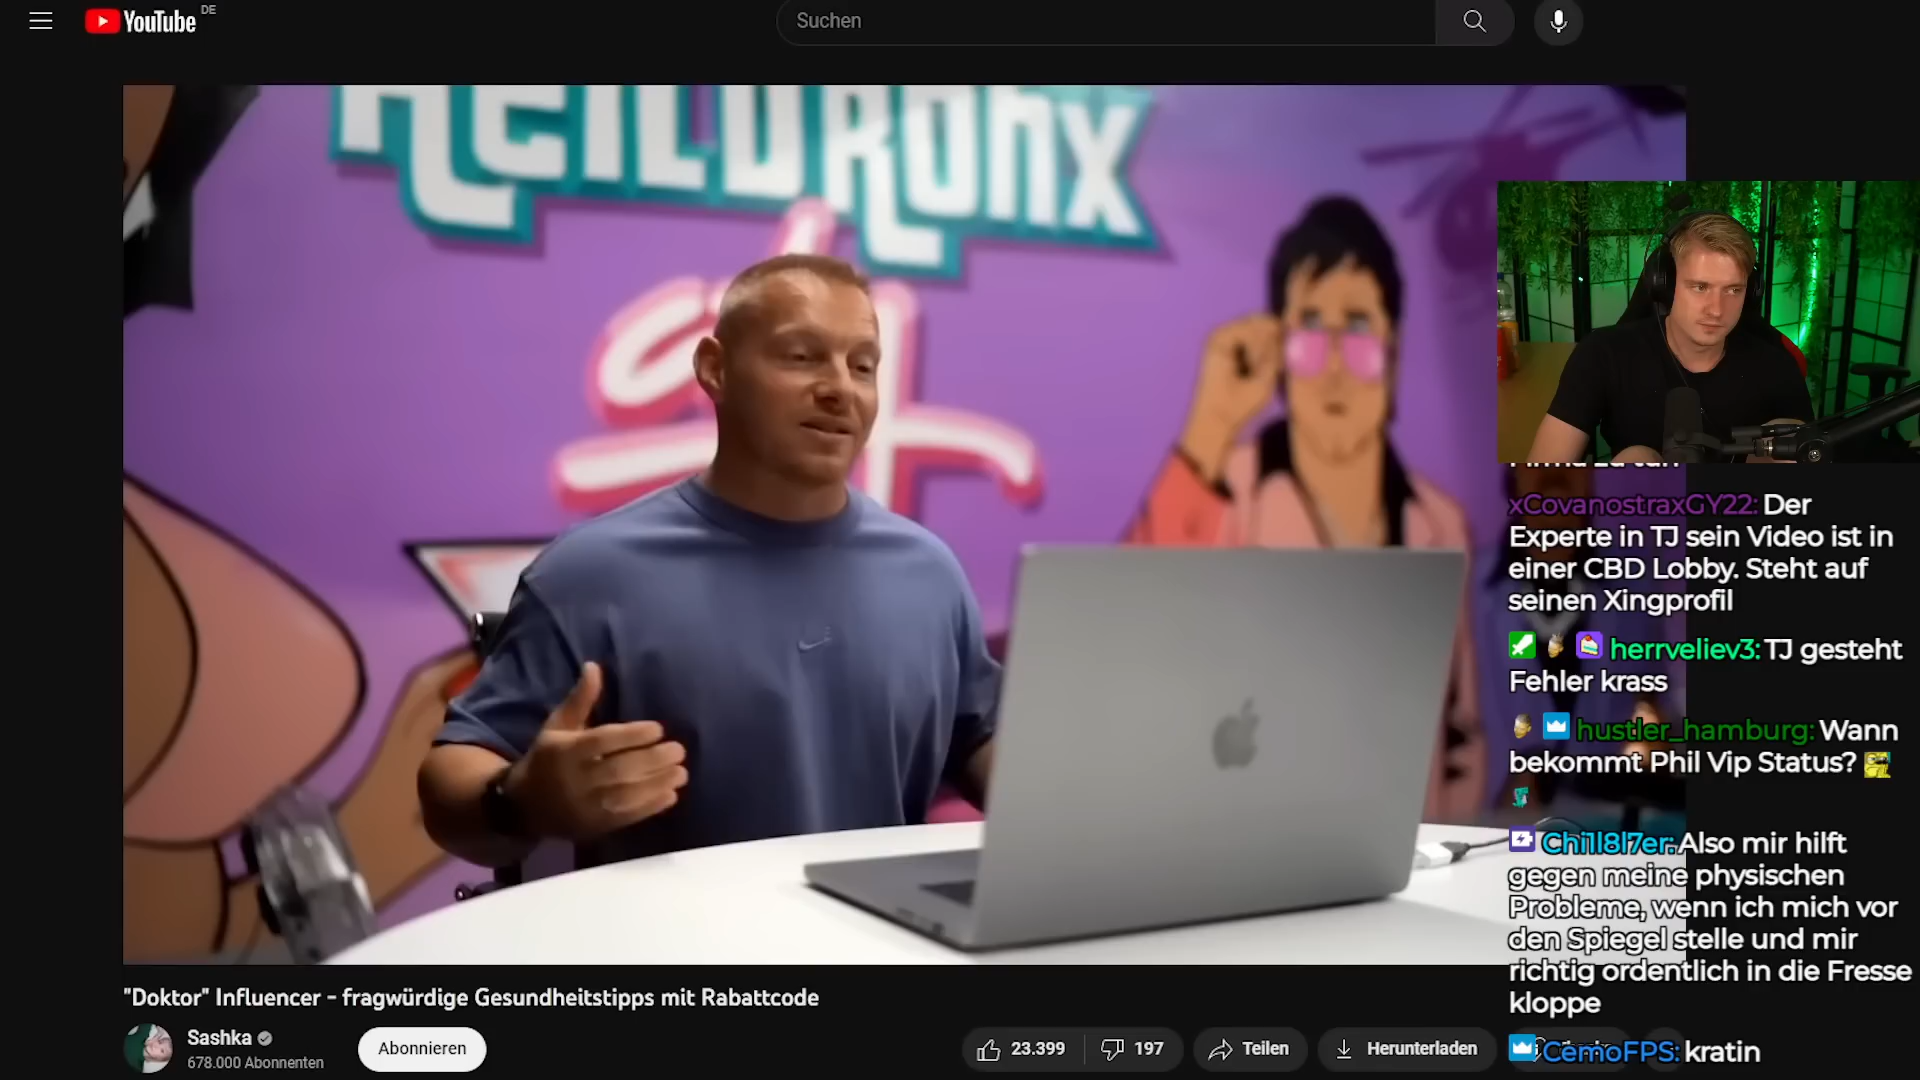 YouTube DE
Suchen
HEILBRONX
xCovanostraxGY22: Der
Experte in TJ sein Video ist in
einer CBD Lobby. Steht auf
seinen Xingprofil
herrveliev3: TJ gesteht
Fehler krass
hustler_hamburg: Wann
bekommt Phil Vip Status?
Chi1l8l7er: Also mir hilft
gegen meine physischen
Probleme, wenn ich mich vor
den Spiegel stelle und mir
richtig ordentlich in die Fresse
kloppe
CemoFPS: kratin
"Doktor" Influencer - fragwürdige Gesundheitstipps mit Rabattcode
Sashka
678.000 Abonnenten
Abonnieren
23.399
197
Teilen
Herunterladen